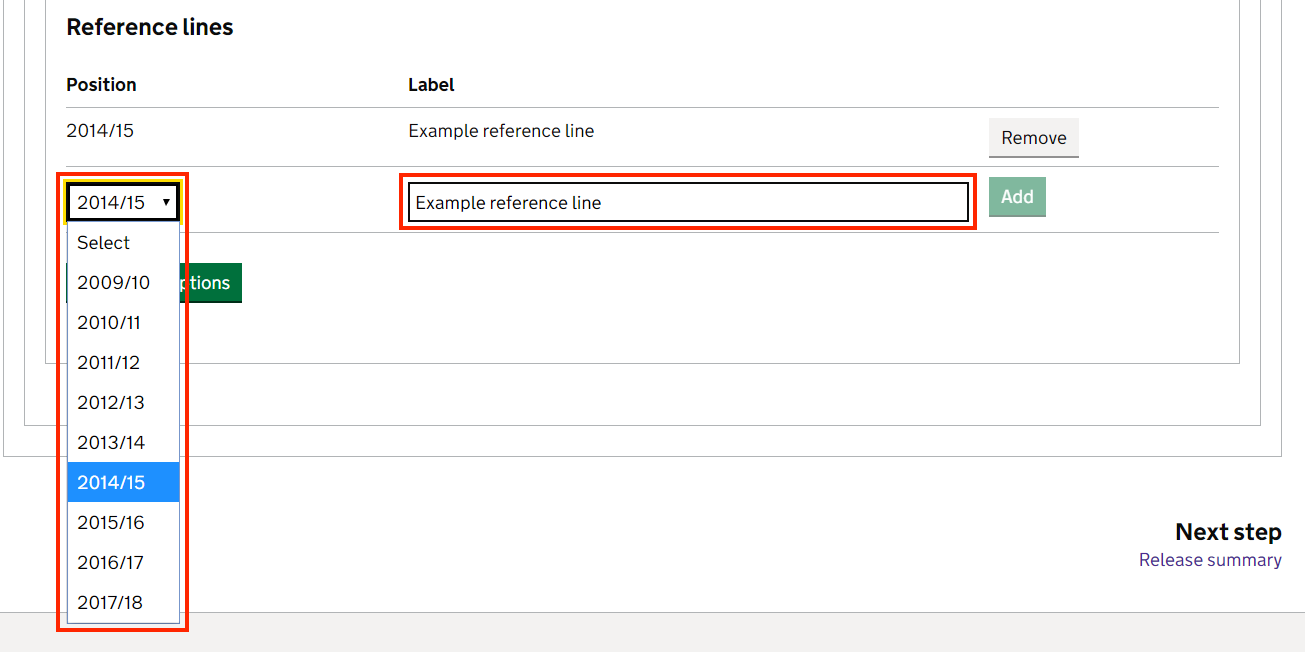 Reference lines
Position Label
2014/15 Example reference line Remove
2014/15 Example reference line Add
Select
2009/10 ptions
2010/11
2011/12
2012/13
2013/14
2014/15
2015/16
2016/17
2017/18
Next step
Release summary